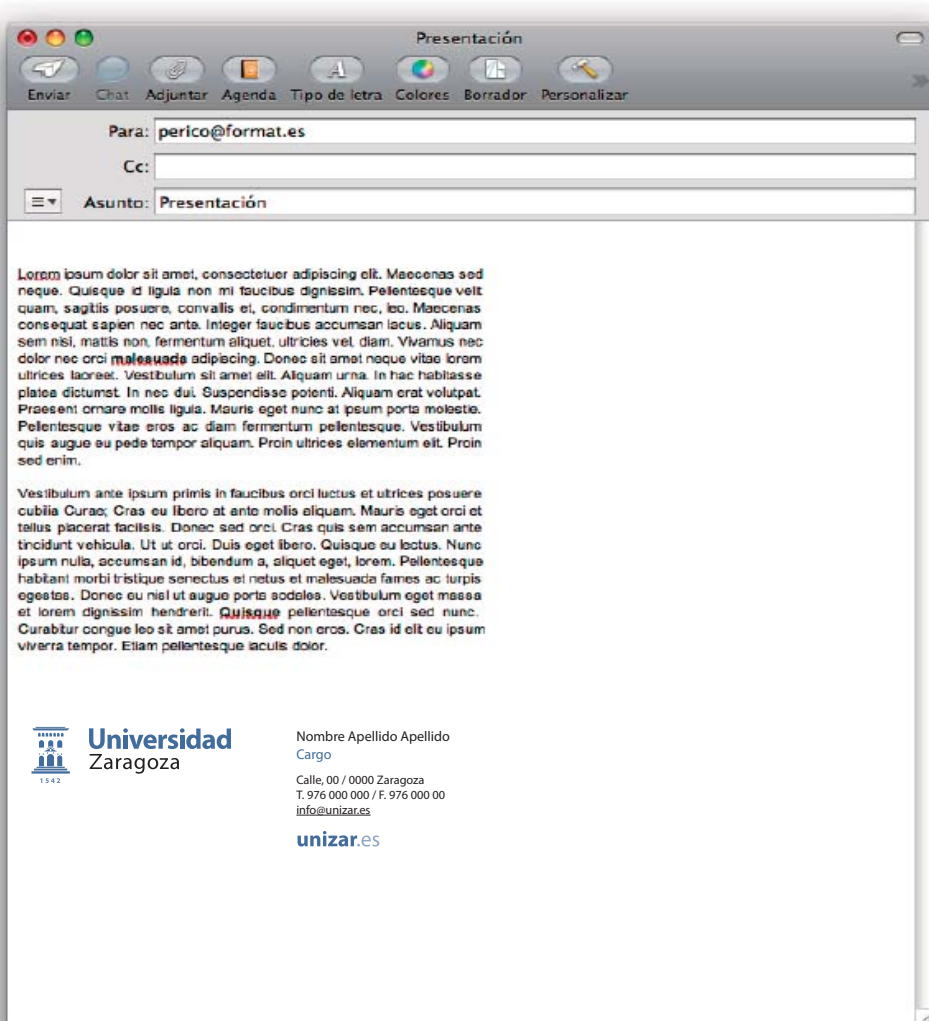 Presentación
Enviar Chat Adjuntar Agenda Tipo de letra Colores Borrador Personalizar
Para: perico@format.es
Cc:
Asunto: Presentación
Lorem ipsum dolor sit amet, consectetuer adipiscing elit. Maecenas sed
neque. Quisque id ligula non mi faucibus dignissim. Pellentesque velit
quam, sagittis posuere, convallis et, condimentum nec, leo. Maecenas
consequat sapien nec ante. Integer faucibus accumsan lacus. Aliquam
sem nisi, mattis non, fermentum aliquet, ultricies vel, diam. Vivamus nec
dolor nec orci malesuada adipiscing. Donec sit amet neque vitae lorem
ultrices laoreet. Vestibulum sit amet elit. Aliquam urna. In hac habitasse
platea dictumst. In nec dui. Suspendisse potenti. Aliquam erat volutpat.
Praesent ornare mollis ligula. Mauris eget nunc at ipsum porta molestie.
Pellentesque vitae eros ac diam fermentum pellentesque. Vestibulum
quis augue eu pede tempor aliquam. Proin ultrices elementum elit. Proin
sed enim.
Vestibulum ante ipsum primis in faucibus orci luctus et ultrices posuere
cubilia Curae; Cras eu libero at ante mollis aliquam. Mauris eget orci et
tellus placerat facilisis. Donec sed orci. Cras quis sem accumsan ante
tincidunt vehicula. Ut ut orci. Duis eget libero. Quisque eu lectus. Nunc
ipsum nulla, accumsan id, bibendum a, aliquet eget, lorem. Pellentesque
habitant morbi tristique senectus et netus et malesuada fames ac turpis
egestas. Donec eu nisl ut augue porta sodales. Vestibulum eget massa
et lorem dignissim hendrerit. Quisque pellentesque orci sed nunc.
Curabitur congue leo sit amet purus. Sed non eros. Cras id elit eu ipsum
viverra tempor. Etiam pellentesque iaculis dolor.
Universidad
Zaragoza
1542
Nombre Apellido Apellido
Cargo
Calle, 00 / 0000 Zaragoza
T. 976 000 000 / F. 976 000 00
info@unizar.es
unizar.es